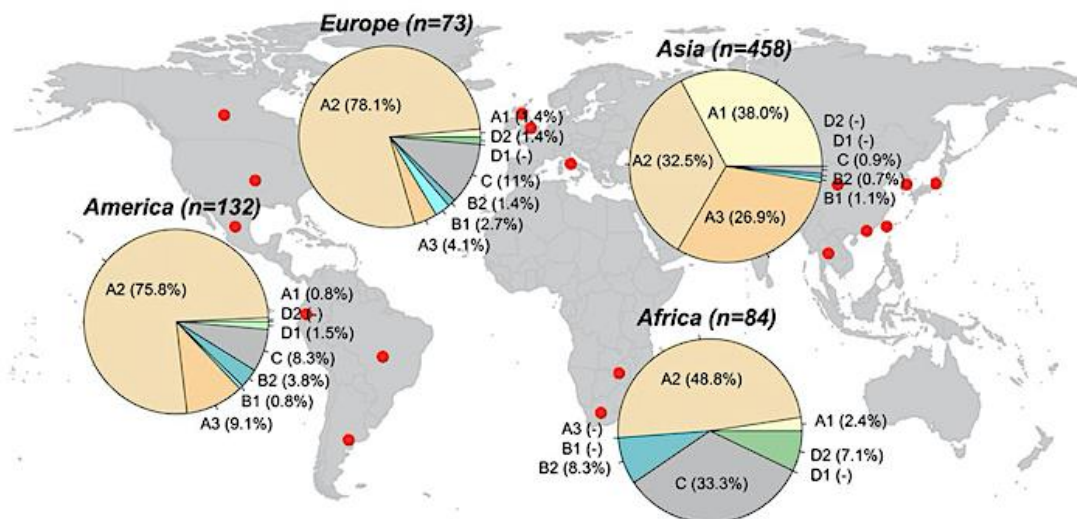 Europe (n=73)
A2 (78.1%)
A1 (1.4%)
D2 (1.4%)
D1 (-)
C (11%)
B2 (1.4%)
B1 (2.7%)
A3 (4.1%)
Asia (n=458)
A1 (38.0%)
A2 (32.5%)
A3 (26.9%)
D2 (-)
D1 (-)
C (0.9%)
B2 (0.7%)
B1 (1.1%)
America (n=132)
A2 (75.8%)
A1 (0.8%)
D2 (-)
D1 (1.5%)
C (8.3%)
B2 (3.8%)
B1 (0.8%)
A3 (9.1%)
Africa (n=84)
A2 (48.8%)
A1 (2.4%)
A3 (-)
B1 (-)
B2 (8.3%)
D2 (7.1%)
D1 (-)
C (33.3%)